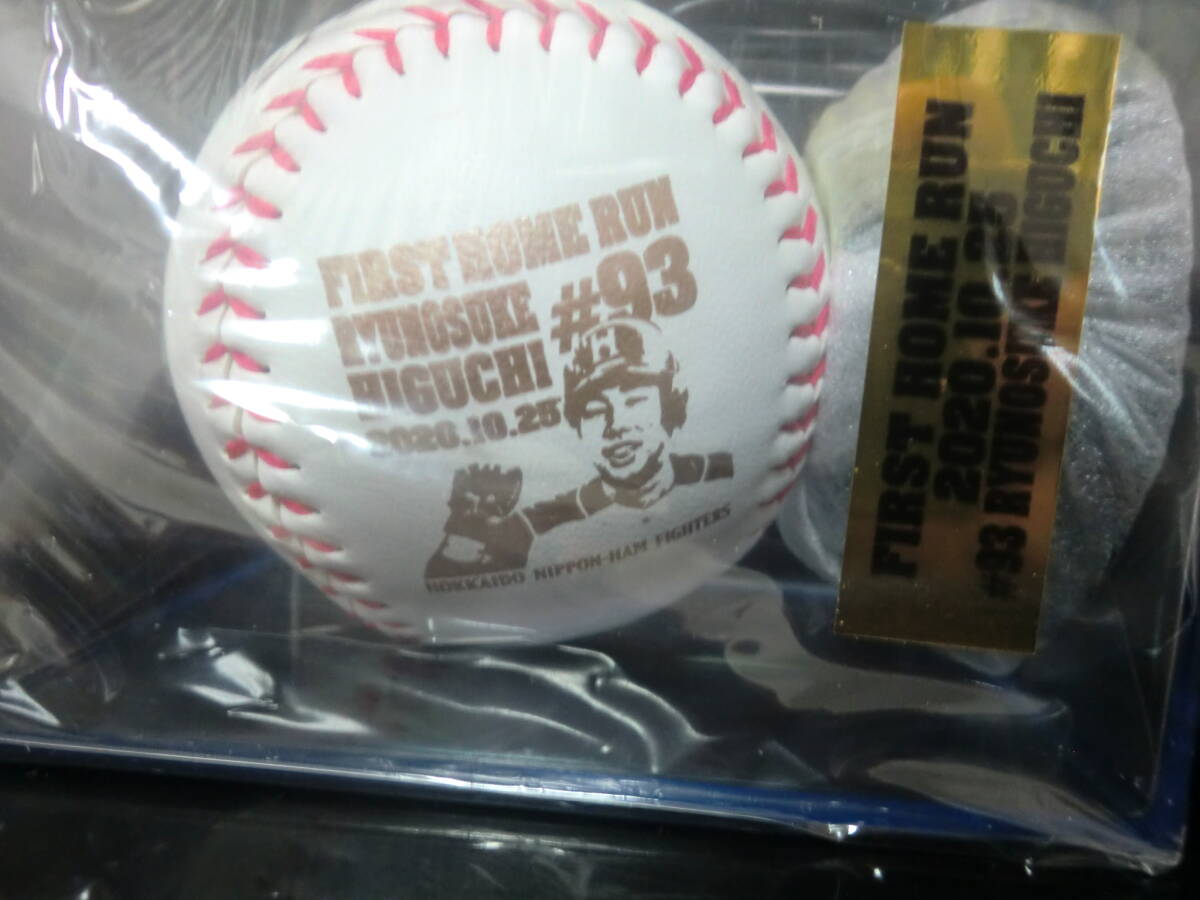 FIRST HOME RUN
RYUNOSUKE
HIGUCHI
#93
2020.10.25
H
HOKKAIDO NIPPON-HAM FIGHTERS
FIRST HOME RUN
2020.10.25
#93 RYUNOSUKE HIGUCHI